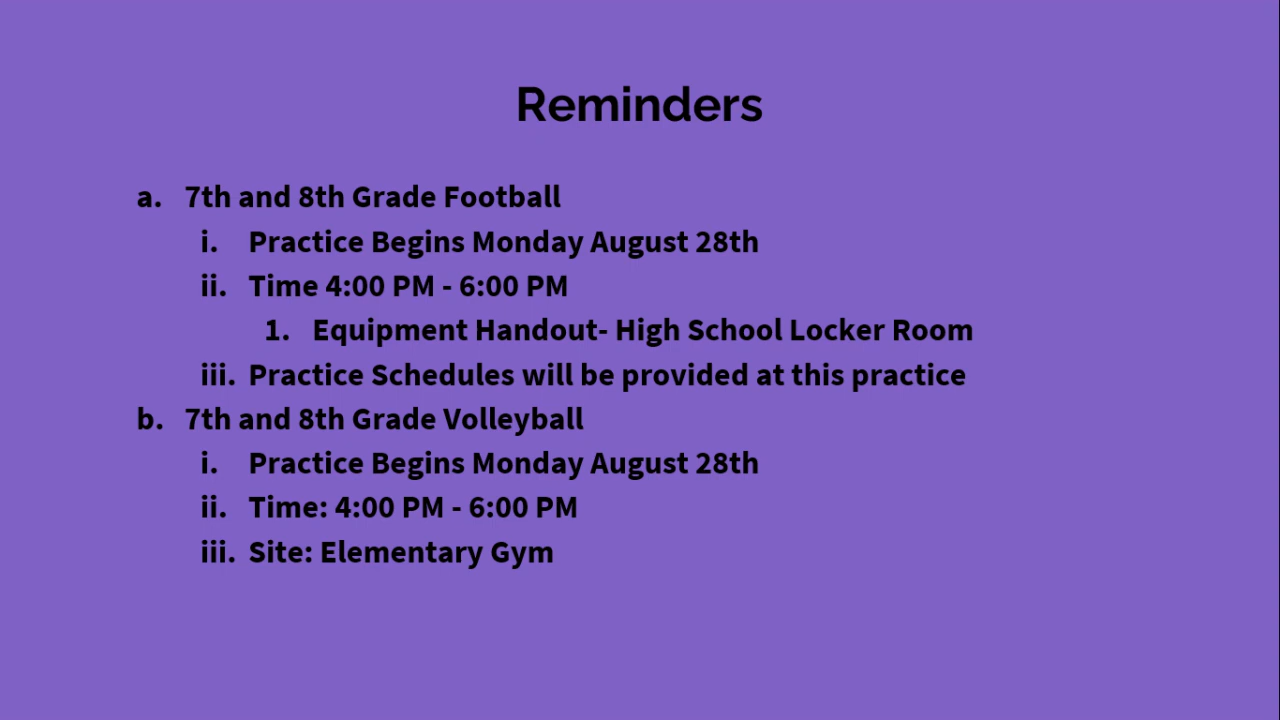 Reminders
a. 7th and 8th Grade Football
i. Practice Begins Monday August 28th
ii. Time 4:00 PM - 6:00 PM
1. Equipment Handout- High School Locker Room
iii. Practice Schedules will be provided at this practice
b. 7th and 8th Grade Volleyball
i. Practice Begins Monday August 28th
ii. Time: 4:00 PM - 6:00 PM
iii. Site: Elementary Gym